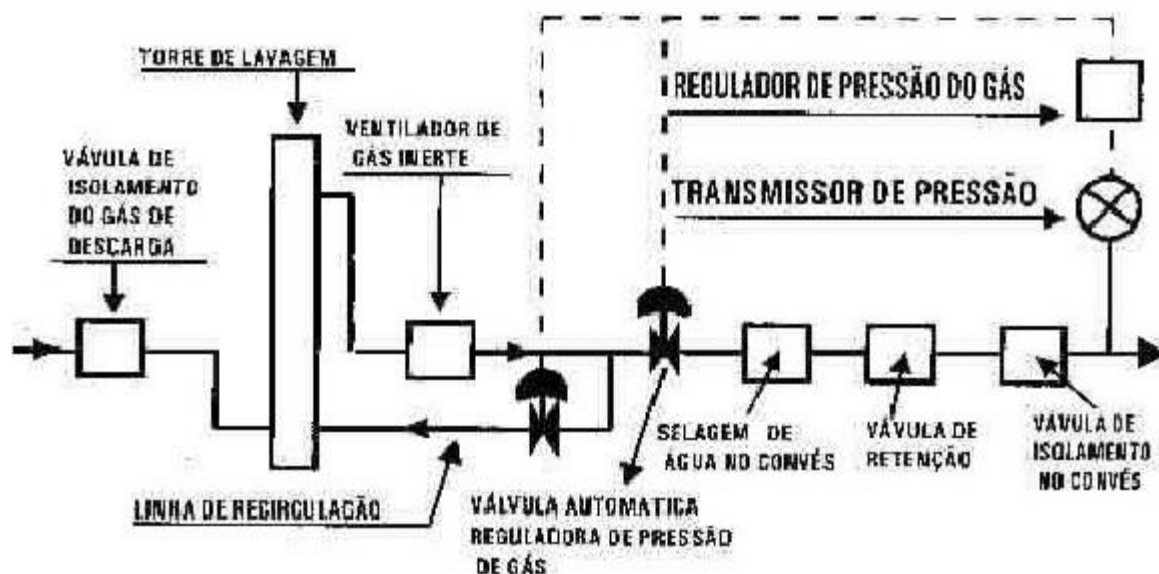 TORRE DE LAVAGEM
REGULADOR DE PRESSÃO DO GÁS
VENTILADOR DE
GÁS INERTE
VÁVULA DE
ISOLAMENTO
DO GÁS DE
DESCARGA
TRANSMISSOR DE PRESSÃO
SELAGEM DE
ÁGUA NO CONVÉS
VÁVULA DE
RETENÇÃO
VÁVULA DE
ISOLAMENTO
NO CONVÉS
LINHA DE RECIRCULAÇÃO
VÁLVULA AUTOMÁTICA
REGULADORA DE PRESSÃO
DE GÁS